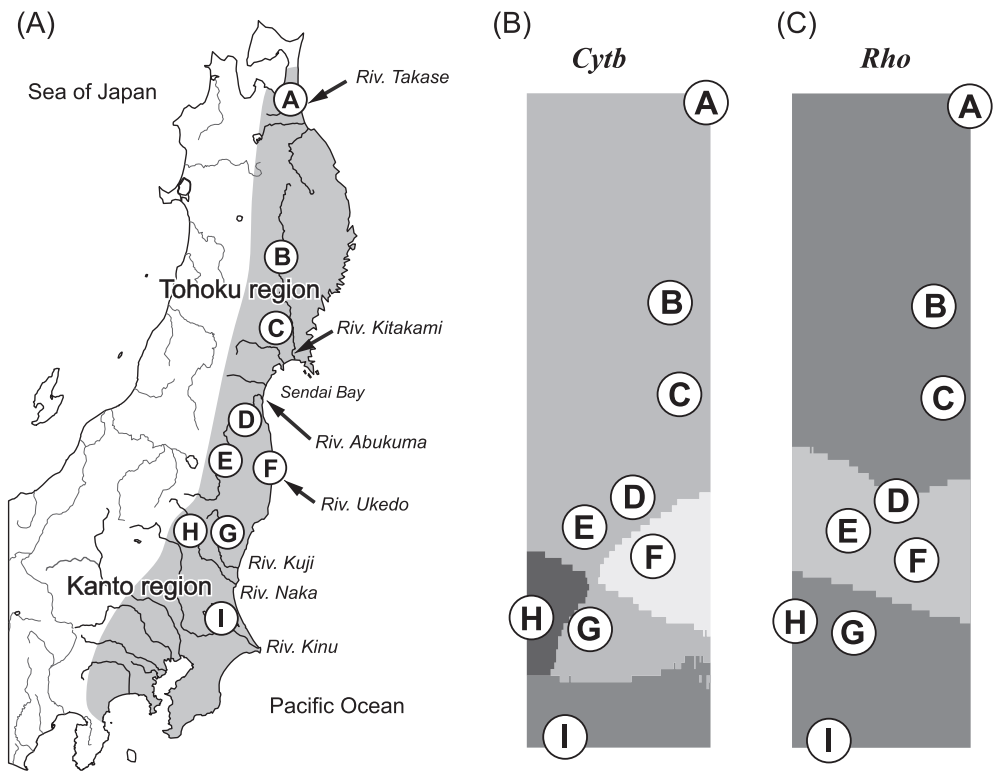 (A)
Sea of Japan
A
Riv. Takase
B
Tohoku region
C
Riv. Kitakami
Sendai Bay
D
Riv. Abukuma
E
F
Riv. Ukedo
H
G
Riv. Kuji
Kanto region
Riv. Naka
I
Riv. Kinu
Pacific Ocean
(B)
Cytb
A
B
C
D
E
F
H
G
I
(C)
Rho
A
B
C
D
E
F
H
G
I